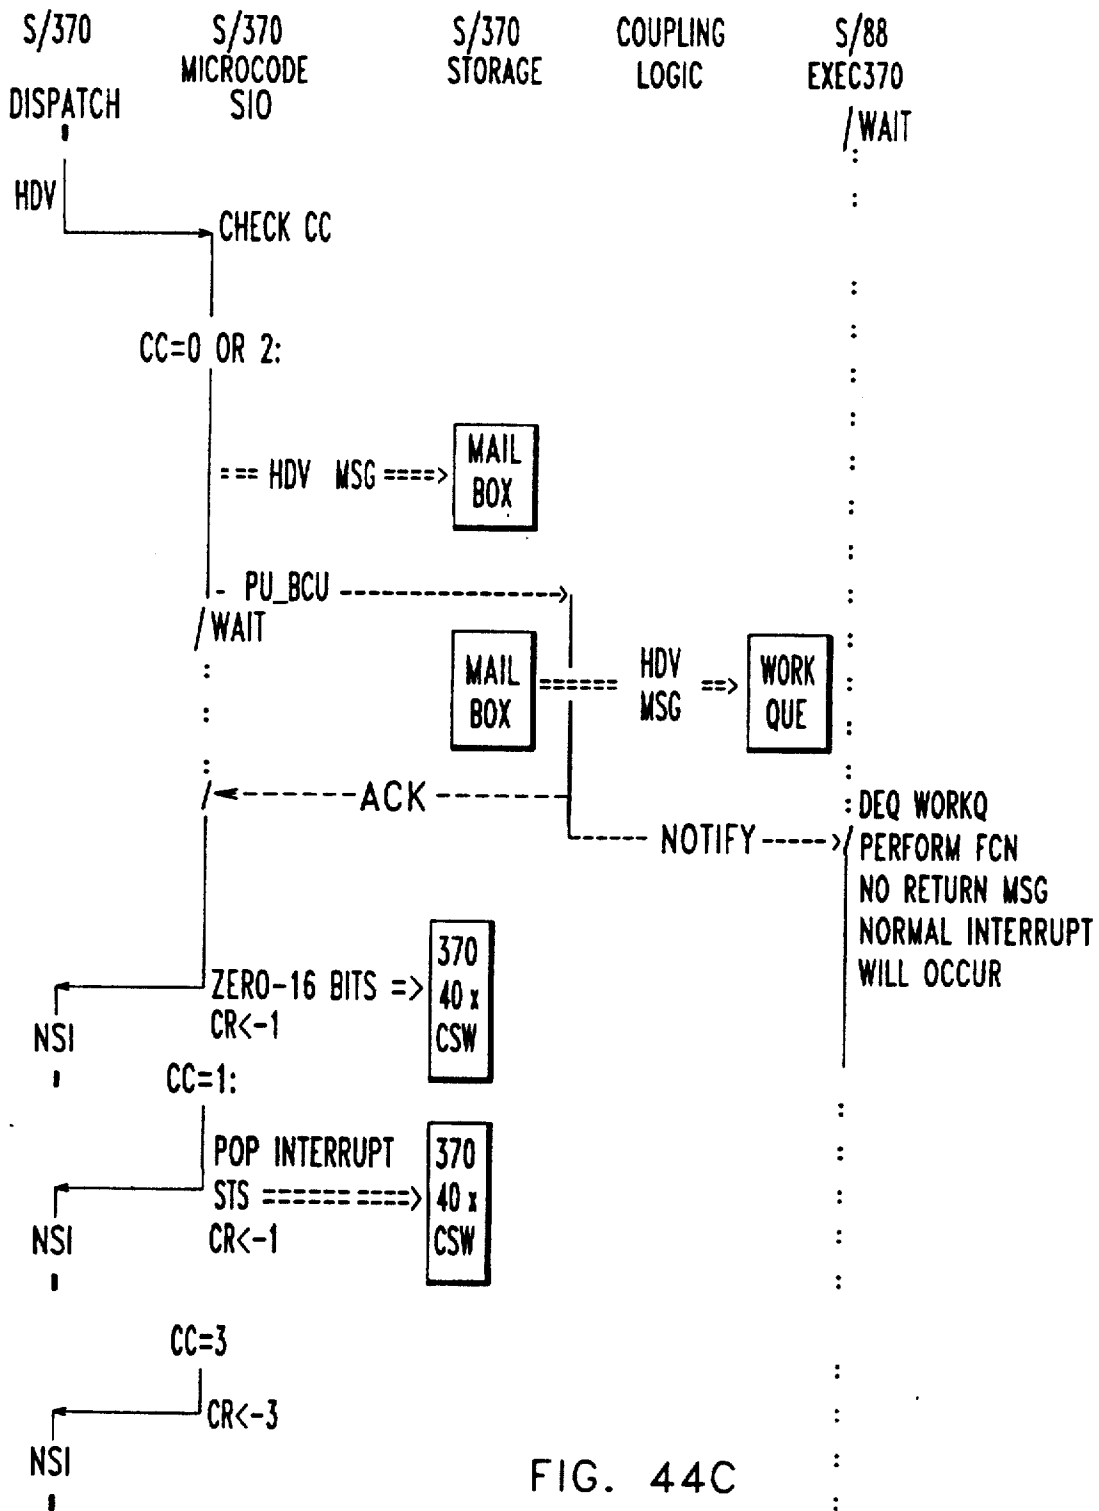 S/370 S/370 S/370 COUPLING S/88
MICROCODE STORAGE LOGIC EXEC370
DISPATCH SIO
/WAIT
HDV
CHECK CC
CC=0 OR 2:
=== HDV MSG ====>
MAIL
BOX
- PU_BCU ---------------->
/WAIT
MAIL
BOX
====== HDV MSG ==>
WORK
QUE
<----ACK------
DEQ WORKQ
-----NOTIFY----->
PERFORM FCN
NO RETURN MSG
NORMAL INTERRUPT
WILL OCCUR
ZERO-16 BITS =>
370
40 x
CSW
CR<-1
NSI
CC=1:
POP INTERRUPT
STS ====== ====>
370
40 x
CSW
CR<-1
NSI
CC=3
CR<-3
NSI
FIG. 44C